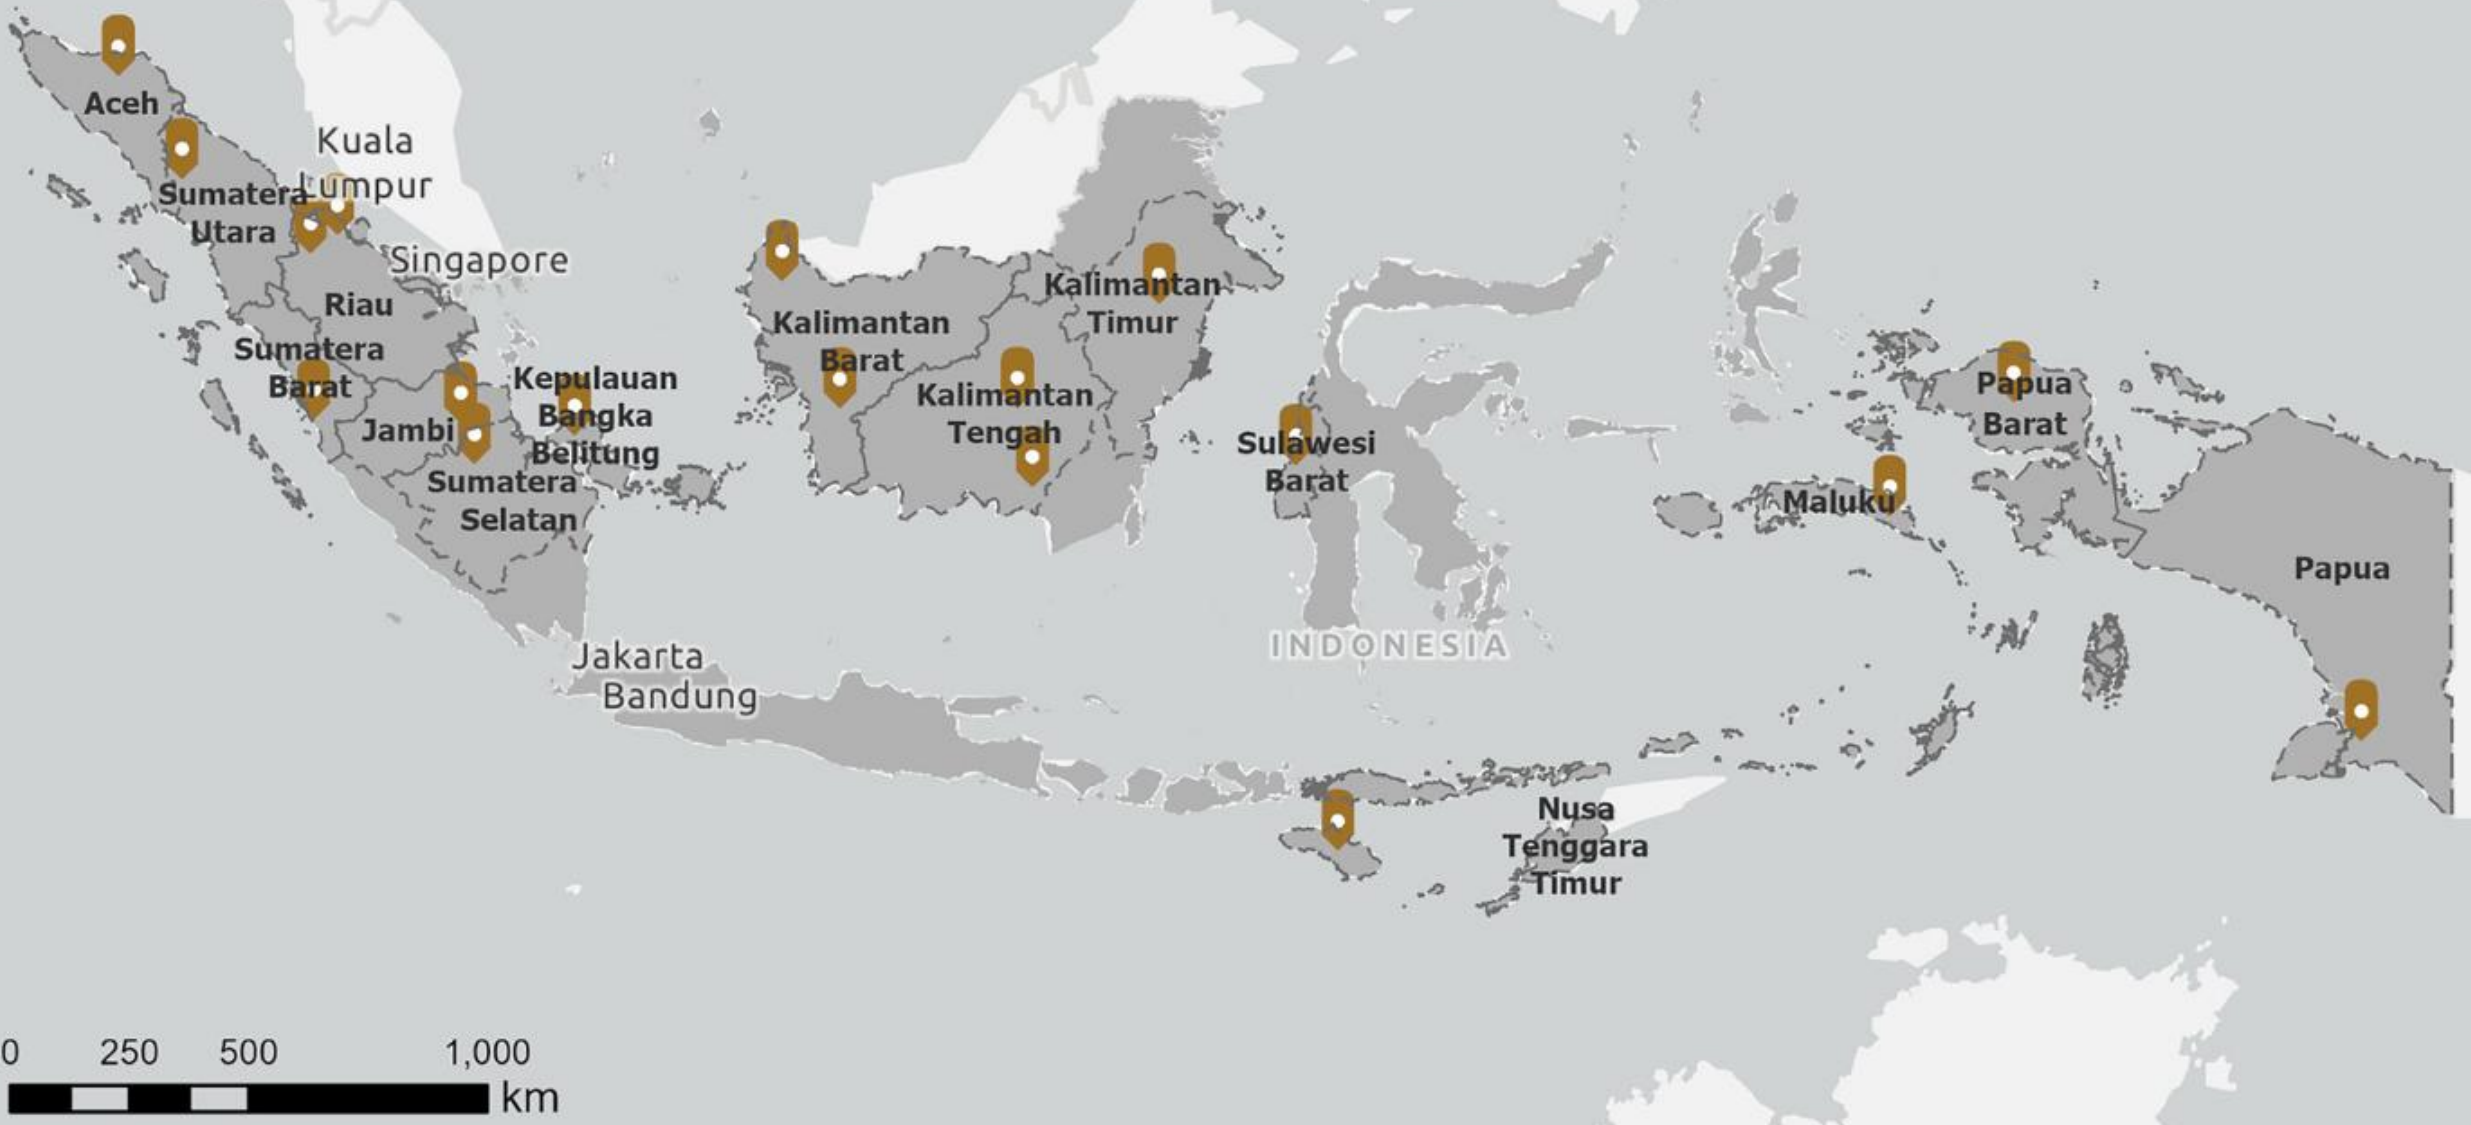 Aceh
Kuala
Lumpur
Sumatera
Utara
Singapore
Riau
Sumatera
Barat
Kepulauan
Bangka
Belitung
Jambi
Sumatera
Selatan
Kalimantan
Barat
Kalimantan
Timur
Kalimantan
Tengah
Sulawesi
Barat
Papua
Barat
Maluku
Papua
INDONESIA
Jakarta
Bandung
Nusa
Tenggara
Timur
0 250 500 1,000
km